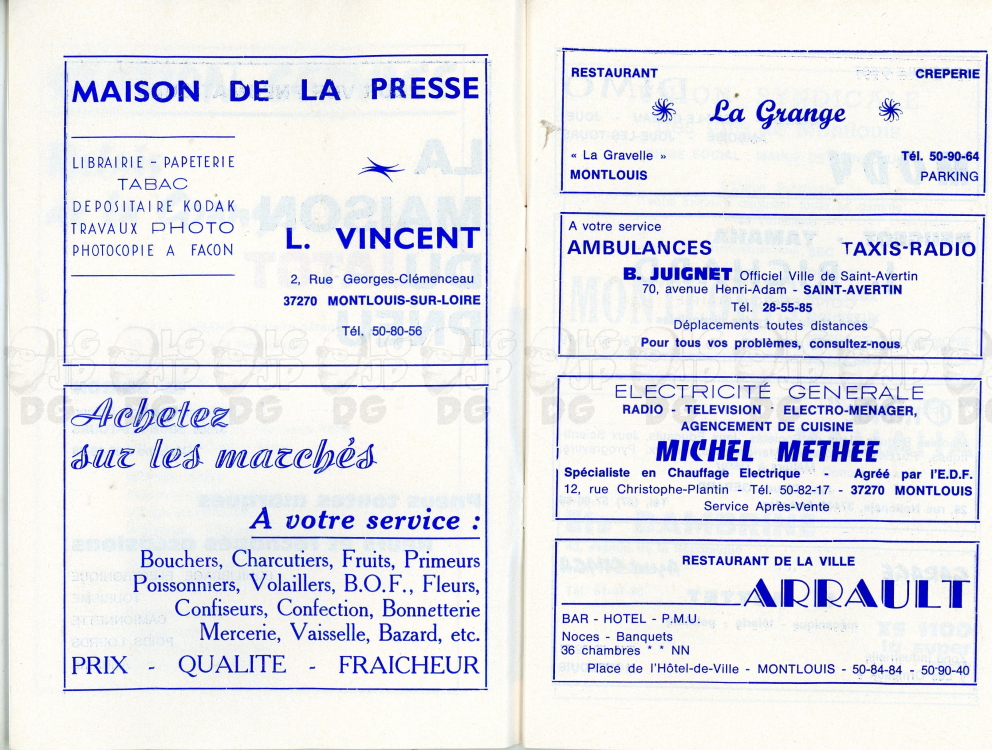 MAISON DE LA PRESSE
LIBRAIRIE - PAPETERIE
TABAC
DEPOSITAIRE KODAK
TRAVAUX PHOTO
PHOTOCOPIE A FACON
L. VINCENT
2, Rue Georges-Clémenceau
37270 MONTLOUIS-SUR-LOIRE
Tél. 50-80-56
Achetez
sur les marchés
A votre service :
Bouchers, Charcutiers, Fruits, Primeurs
Poissonniers, Volaillers, B.O.F., Fleurs,
Confiseurs, Confection, Bonnetterie
Mercerie, Vaisselle, Bazard, etc.
PRIX - QUALITE - FRAICHEUR
RESTAURANT CREPERIE
La Grange
« La Gravelle » Tél. 50-90-64
MONTLOUIS PARKING
A votre service
AMBULANCES TAXIS-RADIO
B. JUIGNET Officiel Ville de Saint-Avertin
70, avenue Henri-Adam - SAINT-AVERTIN
Tél. 28-55-85
Déplacements toutes distances
Pour tous vos problèmes, consultez-nous
ELECTRICITÉ GENERALE
RADIO - TELEVISION - ELECTRO-MENAGER,
AGENCEMENT DE CUISINE
MICHEL METHEE
Spécialiste en Chauffage Electrique - Agréé par l'E.D.F.
12, rue Christophe-Plantin - Tél. 50-82-17 - 37270 MONTLOUIS
Service Après-Vente
RESTAURANT DE LA VILLE
ARRAULT
BAR - HOTEL - P.M.U.
Noces - Banquets
36 chambres * * NN
Place de l'Hôtel-de-Ville - MONTLOUIS - 50-84-84 - 50-90-40